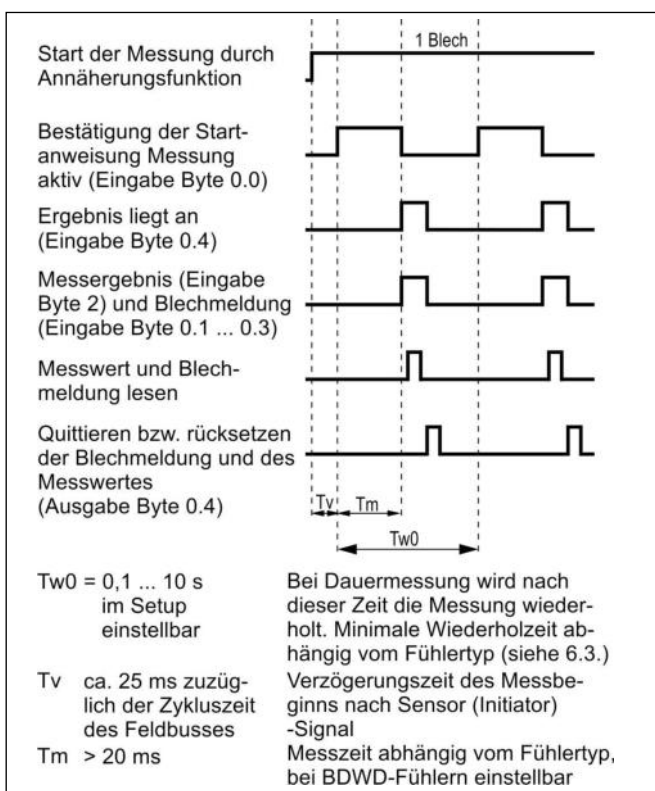 1 Blech
Start der Messung durch
Annäherungsfunktion
Bestätigung der Start-
anweisung Messung
aktiv (Eingabe Byte 0.0)
Ergebnis liegt an
(Eingabe Byte 0.4)
Messergebnis (Eingabe
Byte 2) und Blechmeldung
(Eingabe Byte 0.1 ... 0.3)
Messwert und Blech-
meldung lesen
Quittieren bzw. rücksetzen
der Blechmeldung und des
Messwertes
(Ausgabe Byte 0.4)
Tv Tm
Tw0
Tw0 = 0,1 ... 10 s
im Setup
einstellbar
Bei Dauermessung wird nach
dieser Zeit die Messung wieder-
holt. Minimale Wiederholzeit ab-
hängig vom Fühlertyp (siehe 6.3.)
Tv ca. 25 ms zuzüg-
lich der Zykluszeit
des Feldbusses
Verzögerungszeit des Messbe-
ginns nach Sensor (Initiator)
-Signal
Tm > 20 ms
Messzeit abhängig vom Fühlertyp,
bei BDWD-Fühlern einstellbar